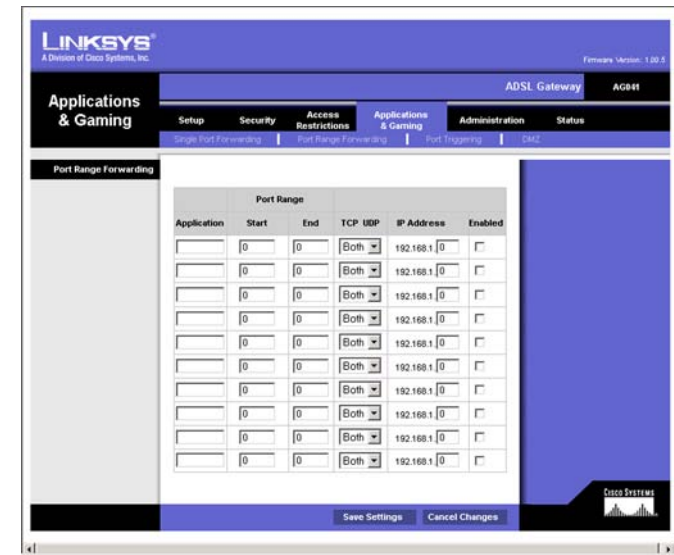 LINKSYS®
A Division of Cisco Systems, Inc.
Firmware Version: 1.00.5
ADSL Gateway AG041
Applications & Gaming
Setup Security Access Restrictions Applications & Gaming Administration Status
Single Port Forwarding Port Range Forwarding Port Triggering DMZ
Port Range Forwarding
Port Range
Application Start End TCP UDP IP Address Enabled
0 0 Both 192.168.1.0
0 0 Both 192.168.1.0
0 0 Both 192.168.1.0
0 0 Both 192.168.1.0
0 0 Both 192.168.1.0
0 0 Both 192.168.1.0
0 0 Both 192.168.1.0
0 0 Both 192.168.1.0
0 0 Both 192.168.1.0
0 0 Both 192.168.1.0
CISCO SYSTEMS
Save Settings Cancel Changes